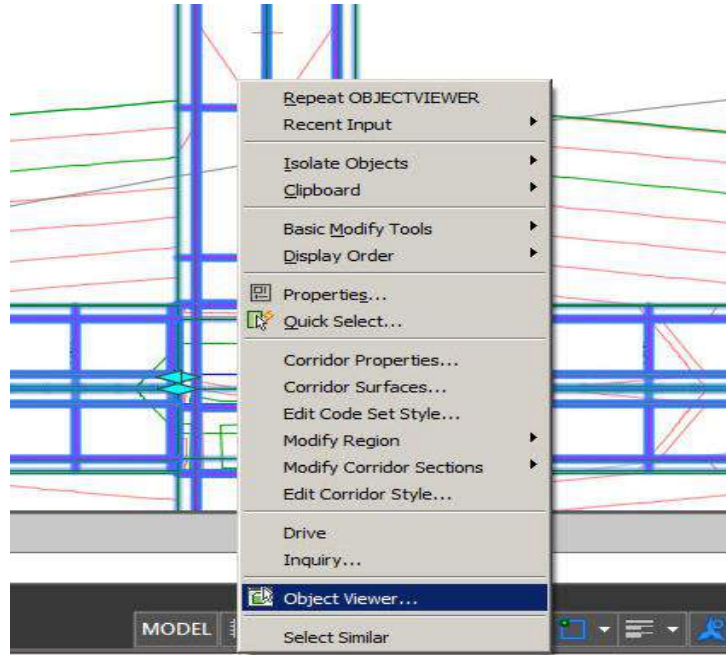 Repeat OBJECTVIEWER
Recent Input
Isolate Objects
Clipboard
Basic Modify Tools
Display Order
Properties...
Quick Select...
Corridor Properties...
Corridor Surfaces...
Edit Code Set Style...
Modify Region
Modify Corridor Sections
Edit Corridor Style...
Drive
Inquiry...
Object Viewer...
MODEL
Select Similar